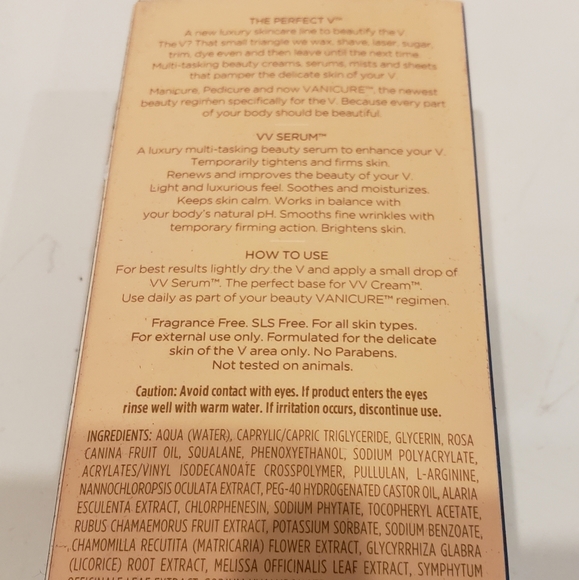 THE PERFECT V™
A new luxury skincare line to beautify the V
The V? That small triangle we wax, shave, laser, sugar,
trim, dye even and then leave until the next time.
Multi-tasking beauty creams, serums, mists and sheets
that pamper the delicate skin of your V.
Manipure, Pedicure and now VANICURE™, the newest
beauty regimen specifically for the V. Because every part
of your body should be beautiful.
VV SERUM™
A luxury multi-tasking beauty serum to enhance your V.
Temporarily tightens and firms skin.
Renews and improves the beauty of your V.
Light and luxurious feel. Soothes and moisturizes.
Keeps skin calm. Works in balance with
your body's natural pH. Smooths fine wrinkles with
temporary firming action. Brightens skin.
HOW TO USE
For best results lightly dry the V and apply a small drop of
VV Serum™. The perfect base for VV Cream™.
Use daily as part of your beauty VANICURE™ regimen.
Fragrance Free. SLS Free. For all skin types.
For external use only. Formulated for the delicate
skin of the V area only. No Parabens.
Not tested on animals.
Caution: Avoid contact with eyes. If product enters the eyes
rinse well with warm water. If irritation occurs, discontinue use.
INGREDIENTS: AQUA (WATER), CAPRYLIC/CAPRIC TRIGLYCERIDE, GLYCERIN, ROSA
CANINA FRUIT OIL, SQUALANE, PHENOXYETHANOL, SODIUM POLYACRYLATE,
ACRYLATES/VINYL ISODECANOATE CROSSPOLYMER, PULLULAN, L-ARGININE,
NANNOCHLOROPSIS OCULATA EXTRACT, PEG-40 HYDROGENATED CASTOR OIL, ALARIA
ESCULENTA EXTRACT, CHLORPHENESIN, SODIUM PHYTATE, TOCOPHERYL ACETATE,
RUBUS CHAMAEMORUS FRUIT EXTRACT, POTASSIUM SORBATE, SODIUM BENZOATE,
CHAMOMILLA RECUTITA (MATRICARIA) FLOWER EXTRACT, GLYCYRRHIZA GLABRA
(LICORICE) ROOT EXTRACT, MELISSA OFFICINALIS LEAF EXTRACT, SYMPHYTUM
OFFICINALE LEAF EXTRACT,